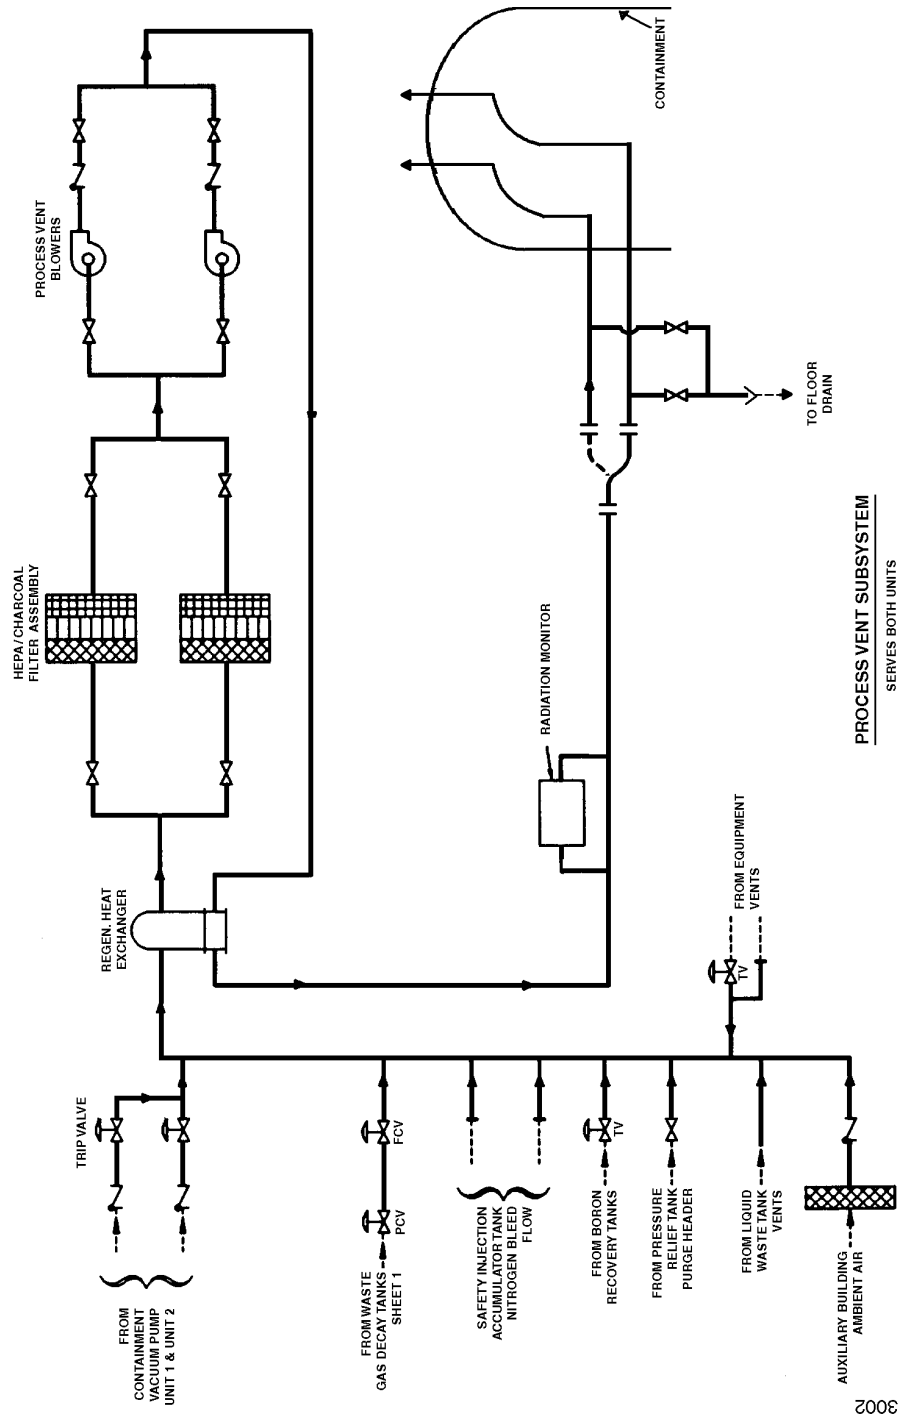 PROCESS VENT
BLOWERS
CONTAINMENT
HEPA/CHARCOAL
FILTER ASSEMBLY
TO FLOOR
DRAIN
RADIATION MONITOR
REGEN. HEAT
EXCHANGER
FROM EQUIPMENT
VENTS
TV
TRIP VALVE
FCV
PCV
TV
FROM
CONTAINMENT
VACUUM PUMP
UNIT 1 & UNIT 2
FROM WASTE
GAS DECAY TANKS
SHEET 1
SAFETY INJECTION
ACCUMULATOR TANK
NITROGEN BLEED
FLOW
FROM BORON
RECOVERY TANKS
FROM PRESSURE
RELIEF TANK
PURGE HEADER
FROM LIQUID
WASTE TANK
VENTS
AUXILIARY BUILDING
AMBIENT AIR
PROCESS VENT SUBSYSTEM
SERVES BOTH UNITS
3002